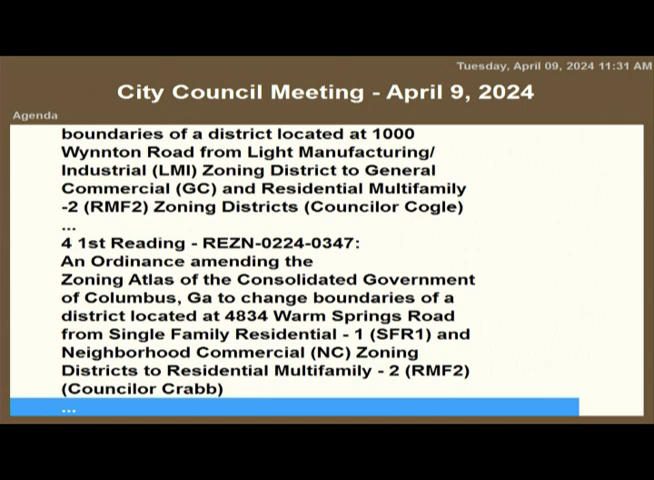 Tuesday, April 09, 2024 11:31 AM
City Council Meeting - April 9, 2024
Agenda
boundaries of a district located at 1000
Wynnton Road from Light Manufacturing/
Industrial (LMI) Zoning District to General
Commercial (GC) and Residential Multifamily
-2 (RMF2) Zoning Districts (Councilor Cogle)
...
4 1st Reading - REZN-0224-0347:
An Ordinance amending the
Zoning Atlas of the Consolidated Government
of Columbus, Ga to change boundaries of a
district located at 4834 Warm Springs Road
from Single Family Residential - 1 (SFR1) and
Neighborhood Commercial (NC) Zoning
Districts to Residential Multifamily - 2 (RMF2)
(Councilor Crabb)
...